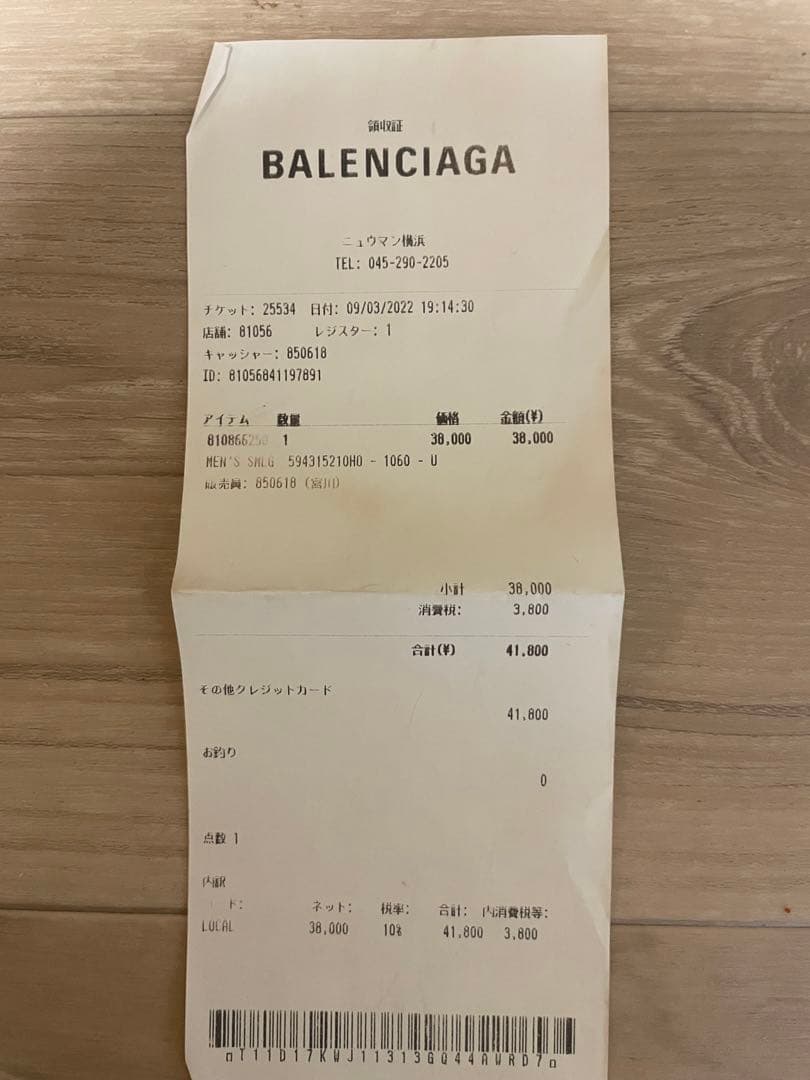 領収証
BALENCIAGA
ニュウマン横浜
TEL: 045-290-2205
チケット: 25534 日付: 09/03/2022 19:14:30
店舗: 81056 レジスター: 1
キャッシャー: 850618
ID: 81056841197891
アイテム 数量 価格 金額(¥)
1 38,000 38,000
MEN'S SMLG 594315210H0 - 1060 - U
販売員: 850618 (宮川)
小計 38,000
消費税: 3,800
合計(¥) 41,800
その他クレジットカード
41,800
お釣り
0
点数 1
内訳
ネット: 税率: 合計: 内消費税等:
LOCAL 38,000 10% 41,800 3,800
T11D17KWJ11313GQ44AWRD7